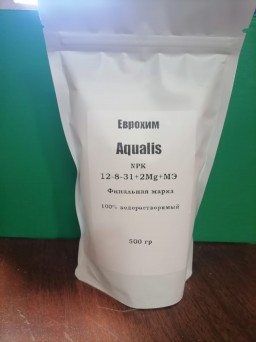 Еврохим
Aqualis
NPK
12-8-31+2Mg+МЭ
Финальная марка
100% водорастворимый
500 гр